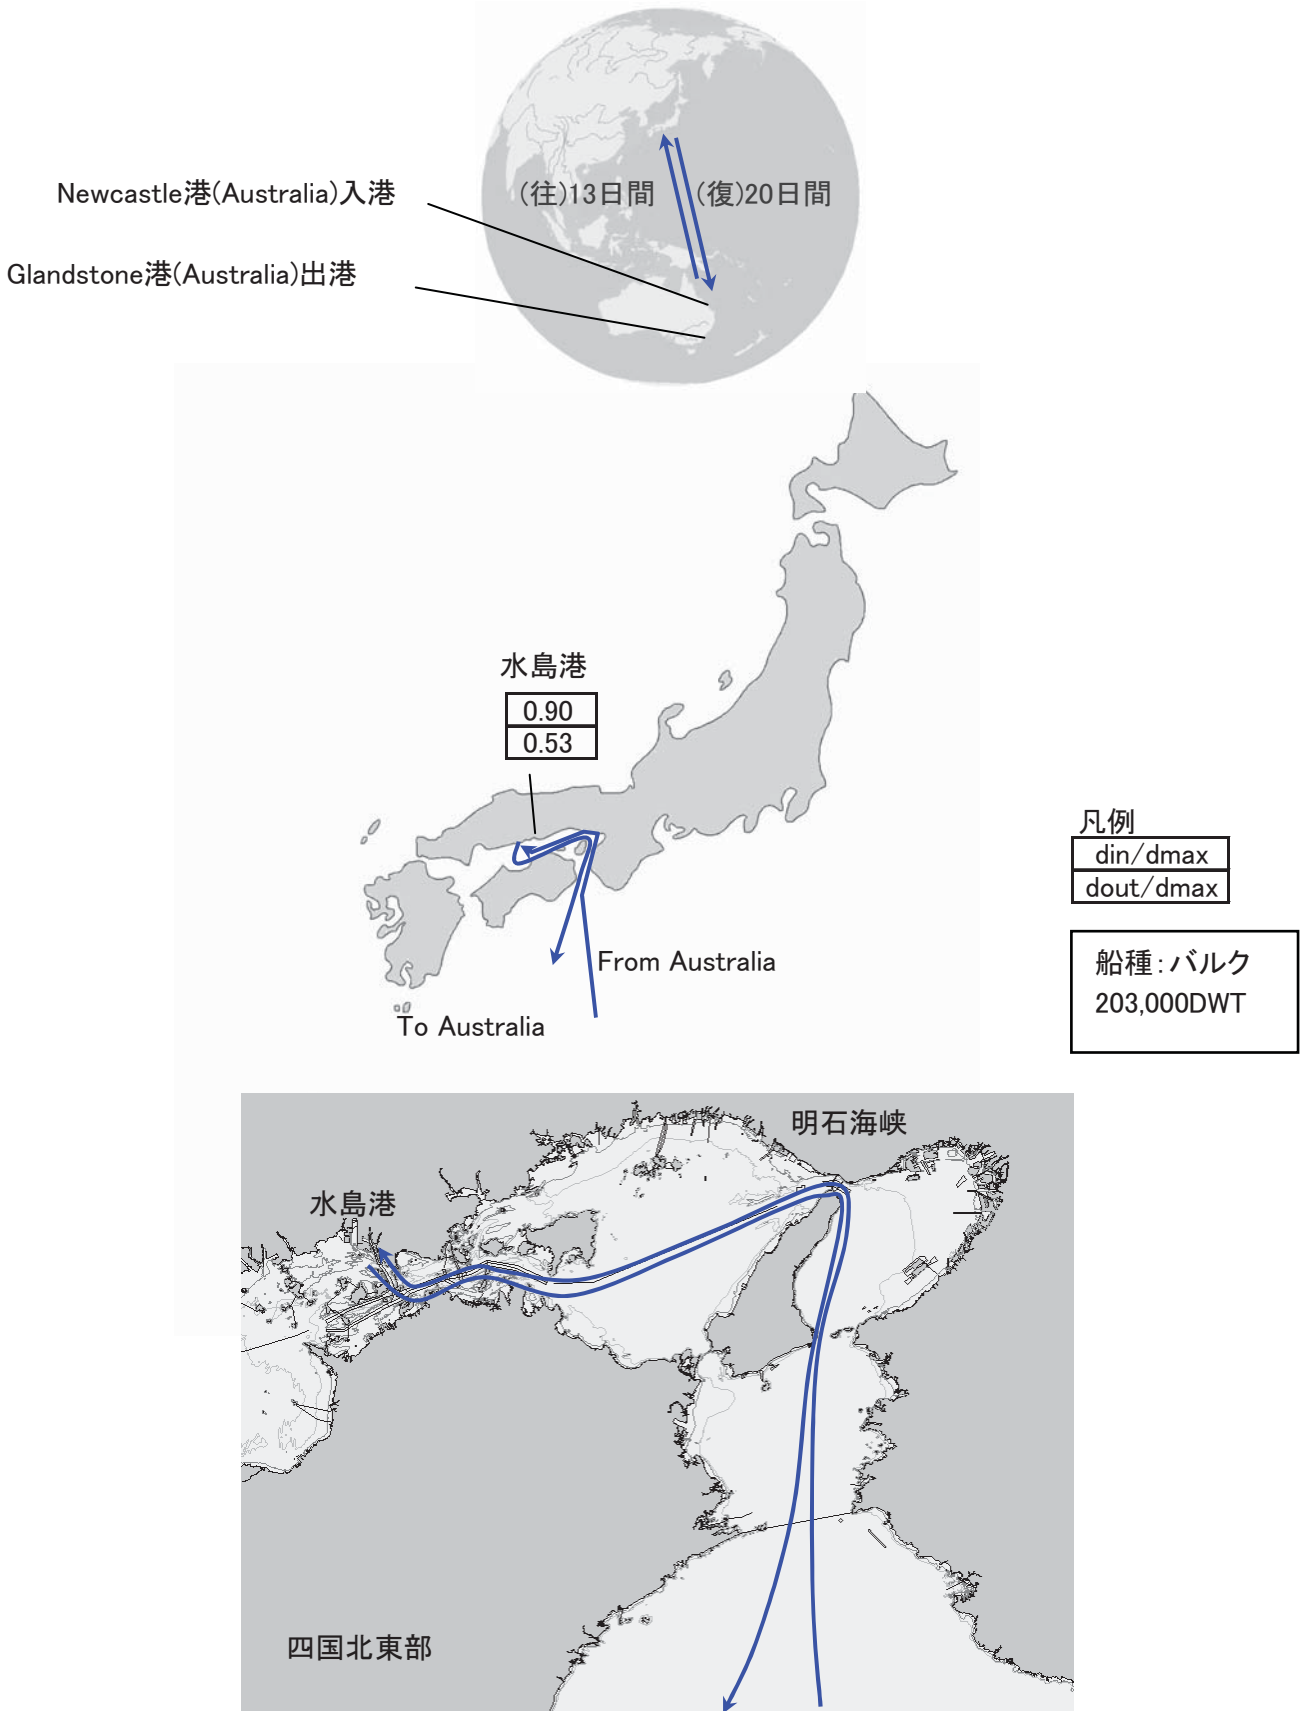 Newcastle港(Australia)入港
(往)13日間
(復)20日間
Glandstone港(Australia)出港
水島港
0.90
0.53
凡例
din/dmax
dout/dmax
船種：バルク
203,000DWT
From Australia
To Australia
明石海峡
水島港
四国北東部